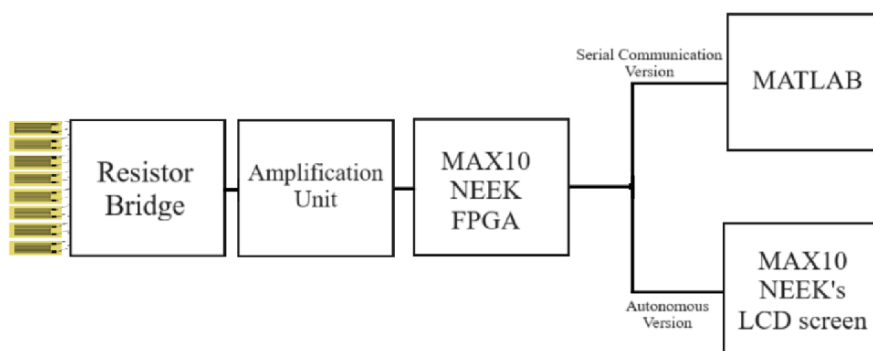 Serial Communication
Version
MATLAB
Resistor
Bridge
Amplification
Unit
MAX10
NEEK
FPGA
Autonomous
Version
MAX10
NEEK's
LCD screen